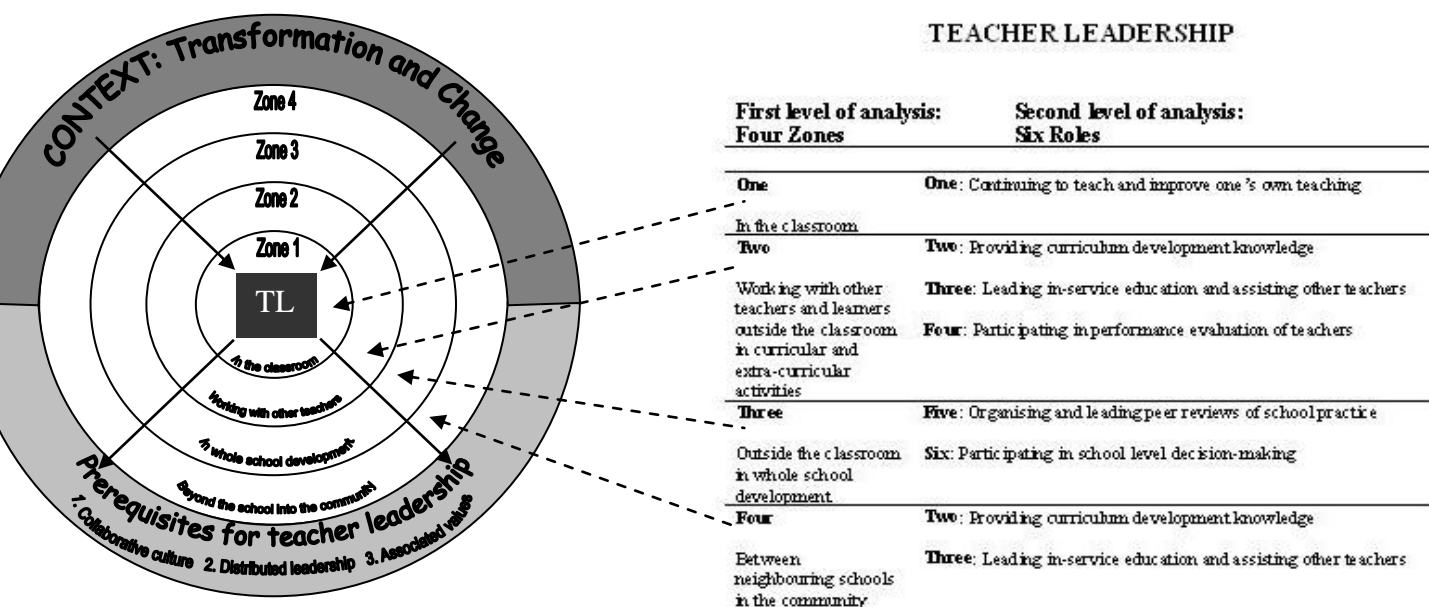 CONTEXT: Transformation and Change
Zone 4
Zone 3
Zone 2
Zone 1
TL
In the classroom
Working with other teachers
In whole school development
Beyond the school into the community
Prerequisites for teacher leadership
1. Collaborative culture 2. Distributed leadership 3. Associated values
TEACHER LEADERSHIP
First level of analysis: Second level of analysis:
Four Zones Six Roles
One One: Continuing to teach and improve one's own teaching
In the classroom
Two Two: Providing curriculum development knowledge
Working with other Three: Leading in-service education and assisting other teachers
teachers and learners
outside the classroom Four: Participating in performance evaluation of teachers
in curricular and
extra-curricular
activities
Three Five: Organising and leading peer reviews of school practice
Outside the classroom Six: Participating in school level decision-making
in whole school
development
Four Two: Providing curriculum development knowledge
Between Three: Leading in-service education and assisting other teachers
neighbouring schools
in the community